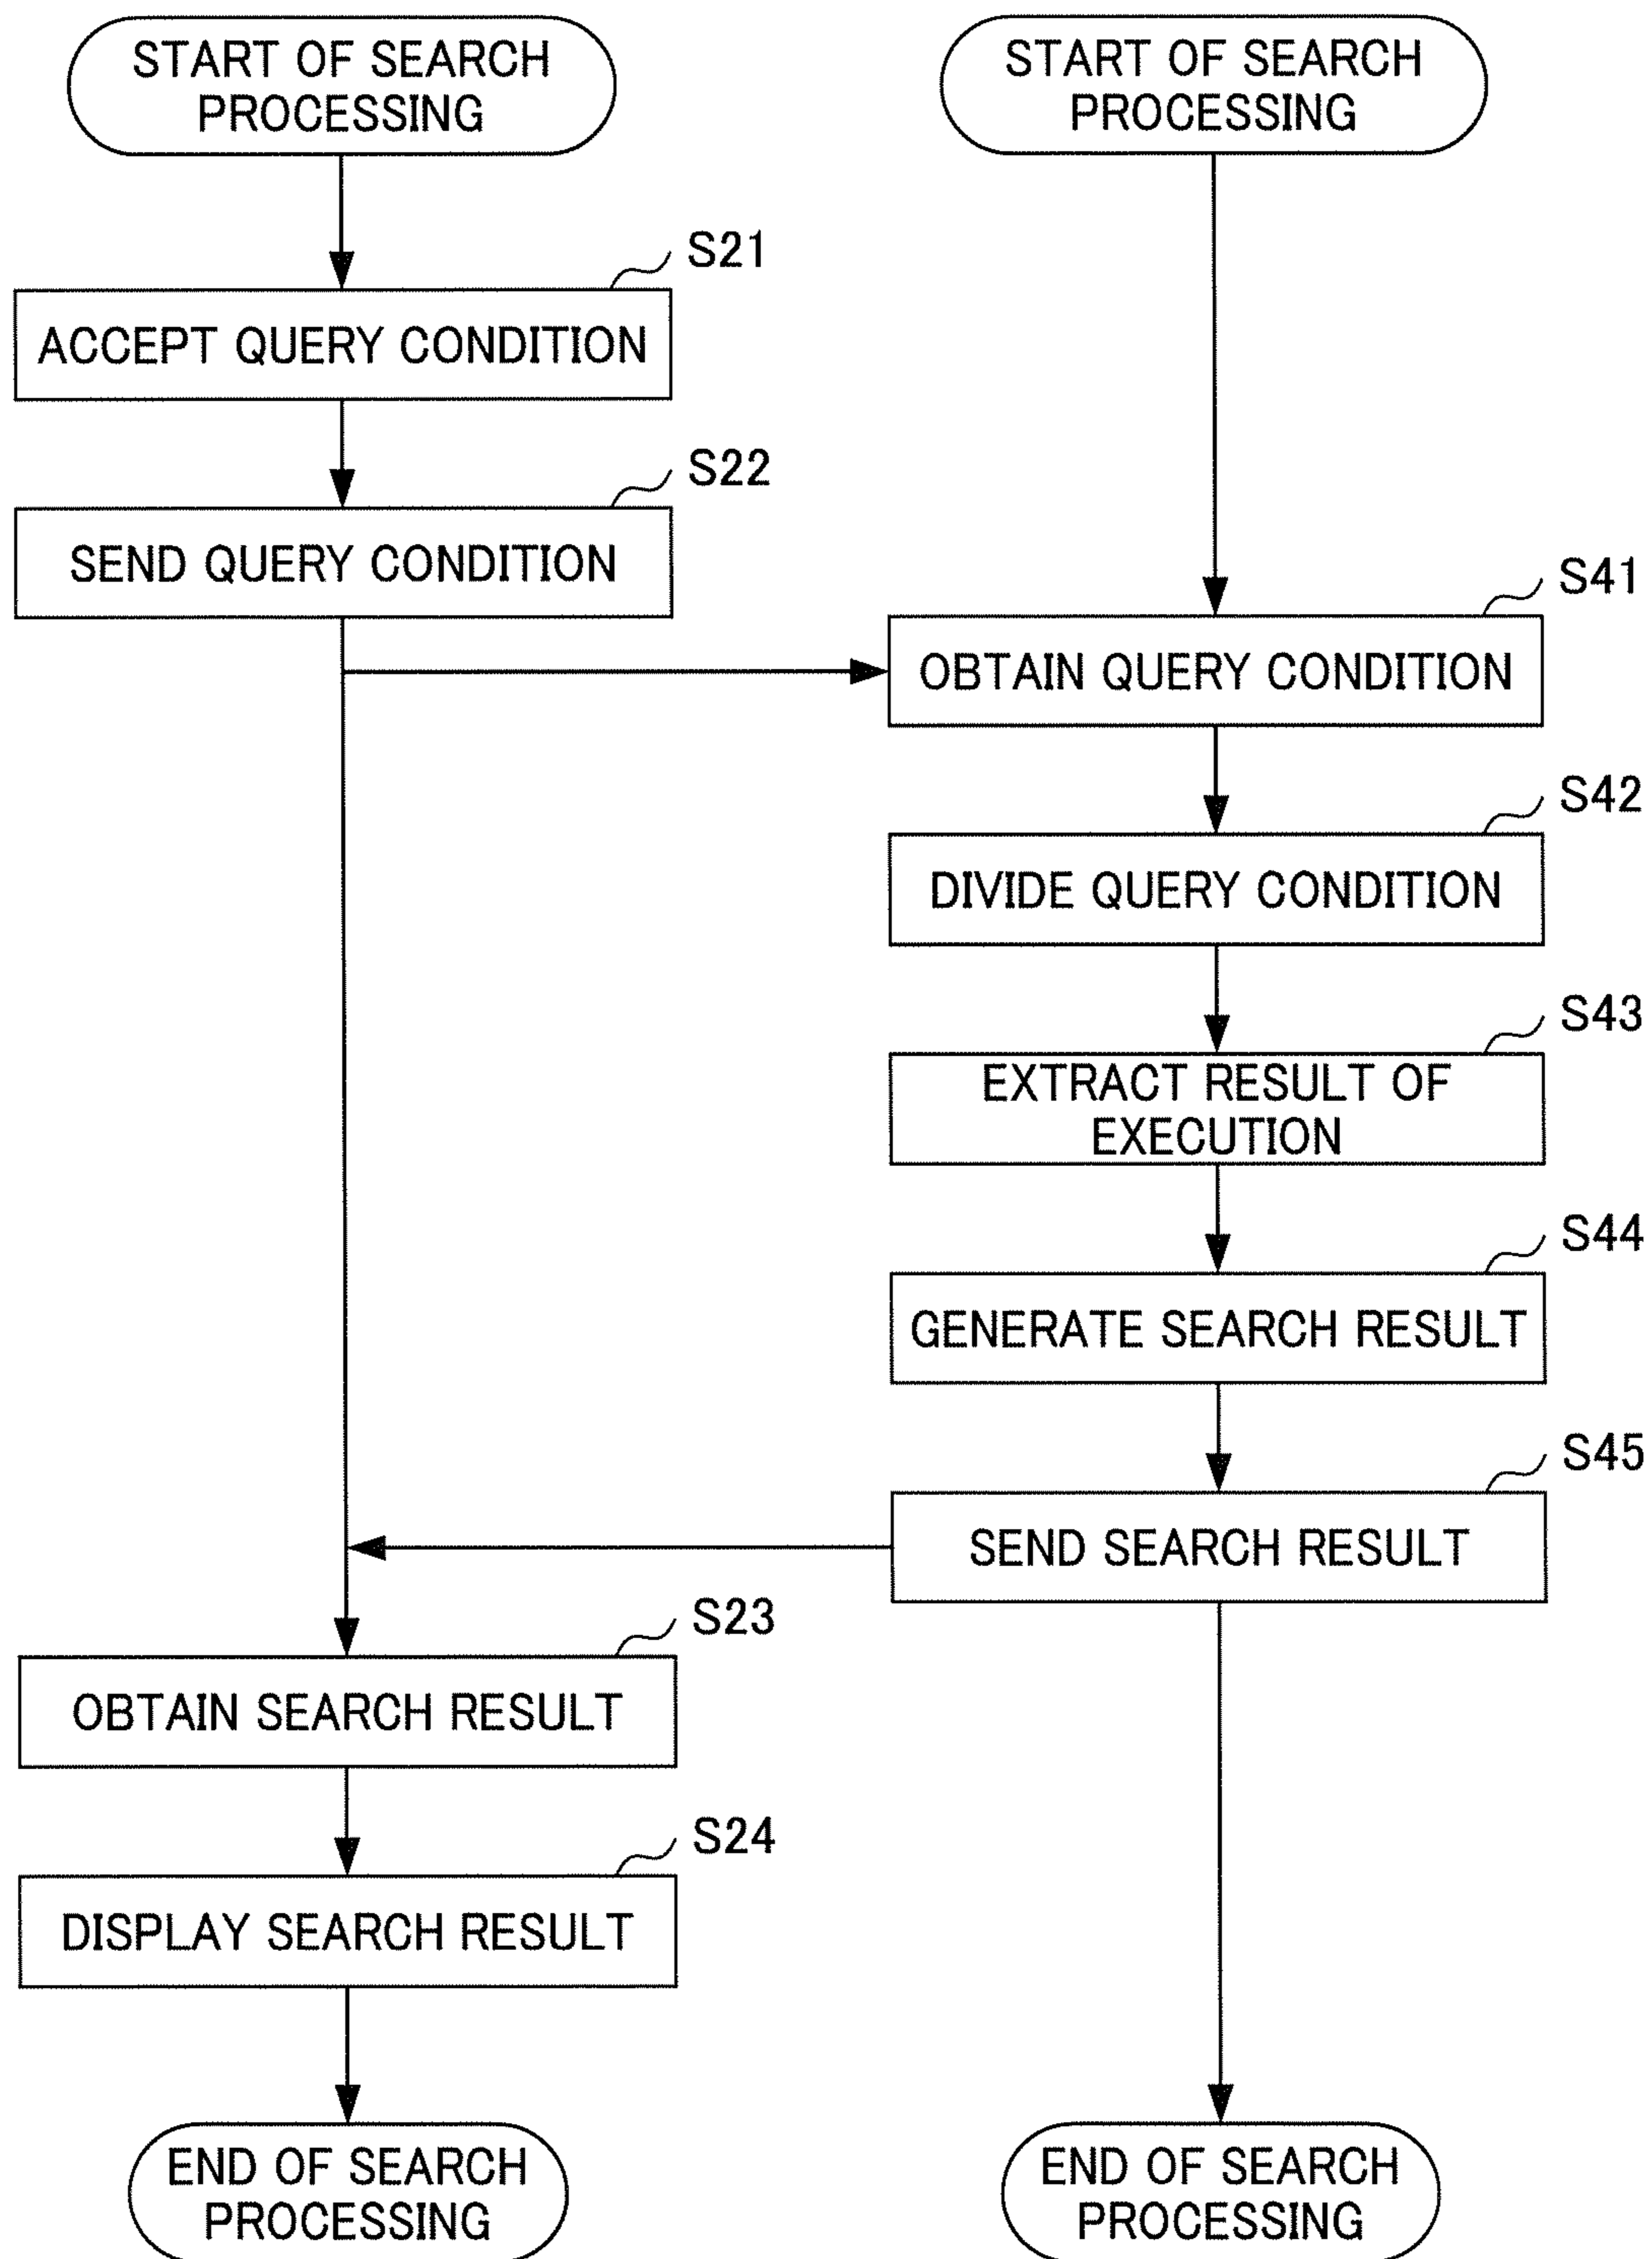 START OF SEARCH
PROCESSING
S21
ACCEPT QUERY CONDITION
S22
SEND QUERY CONDITION
S23
OBTAIN SEARCH RESULT
S24
DISPLAY SEARCH RESULT
END OF SEARCH
PROCESSING
START OF SEARCH
PROCESSING
S41
OBTAIN QUERY CONDITION
S42
DIVIDE QUERY CONDITION
S43
EXTRACT RESULT OF
EXECUTION
S44
GENERATE SEARCH RESULT
S45
SEND SEARCH RESULT
END OF SEARCH
PROCESSING